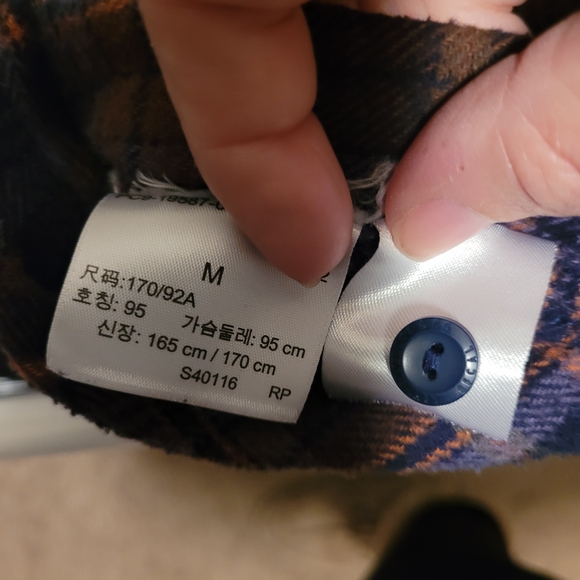 M
尺码:170/92A
호칭: 95 가슴둘레: 95 cm
신장: 165 cm / 170 cm
S40116 RP